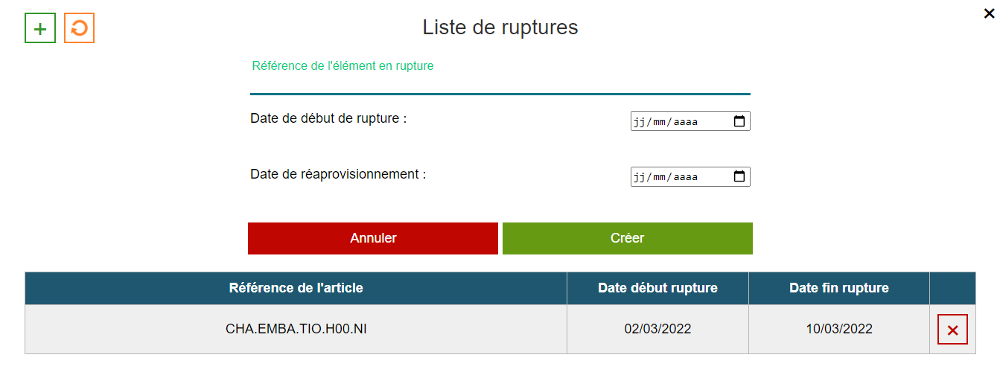 Liste de ruptures
Référence de l'élément en rupture
Date de début de rupture : jj/mm/aaaa
Date de réaprovisionnement : jj/mm/aaaa
Annuler Créer
Référence de l'article Date début rupture Date fin rupture
CHA.EMBA.TIO.H00.NI 02/03/2022 10/03/2022